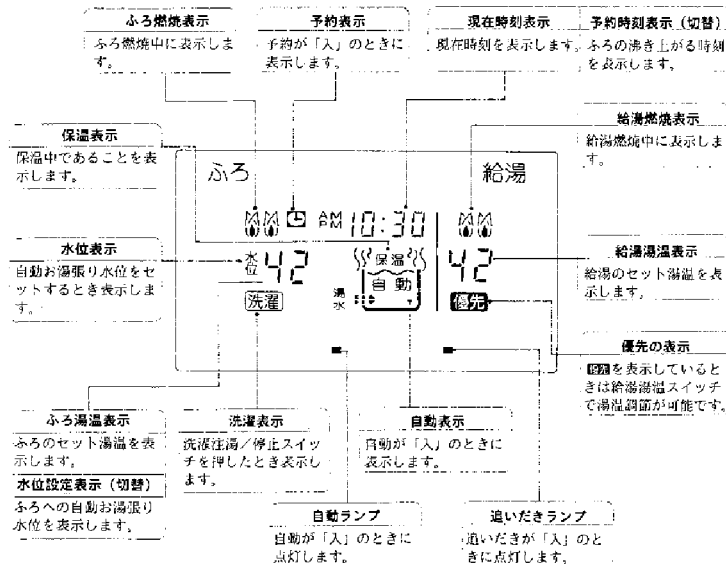 ふろ燃焼表示
ふろ燃焼中に表示しま
す。
予約表示
予約が「入」のときに
表示します。
現在時刻表示
現在時刻を表示します。
予約時刻表示（切替）
ふろの沸き上がる時刻
を表示します。
給湯燃焼表示
給湯燃焼中に表示しま
す。
保温表示
保温中であることを表
示します。
ふろ
給湯
AM
PM
10:30
水位表示
自動お湯張り水位をセ
ットするとき表示しま
す。
水位
42
保温
自動
湯
水
洗濯
42
優先
給湯湯温表示
給湯のセット湯温を表
示します。
優先の表示
優先を表示していると
きは給湯湯温スイッチ
で湯温調節が可能です。
ふろ湯温表示
ふろのセット湯温を表
示します。
水位設定表示（切替）
ふろへの自動お湯張り
水位を表示します。
洗濯表示
洗濯注湯／停止スイッ
チを押したとき表示し
ます。
自動表示
自動が「入」のときに
表示します。
自動ランプ
自動が「入」のときに
点灯します。
追いだきランプ
追いだきが「入」のと
きに点灯します。